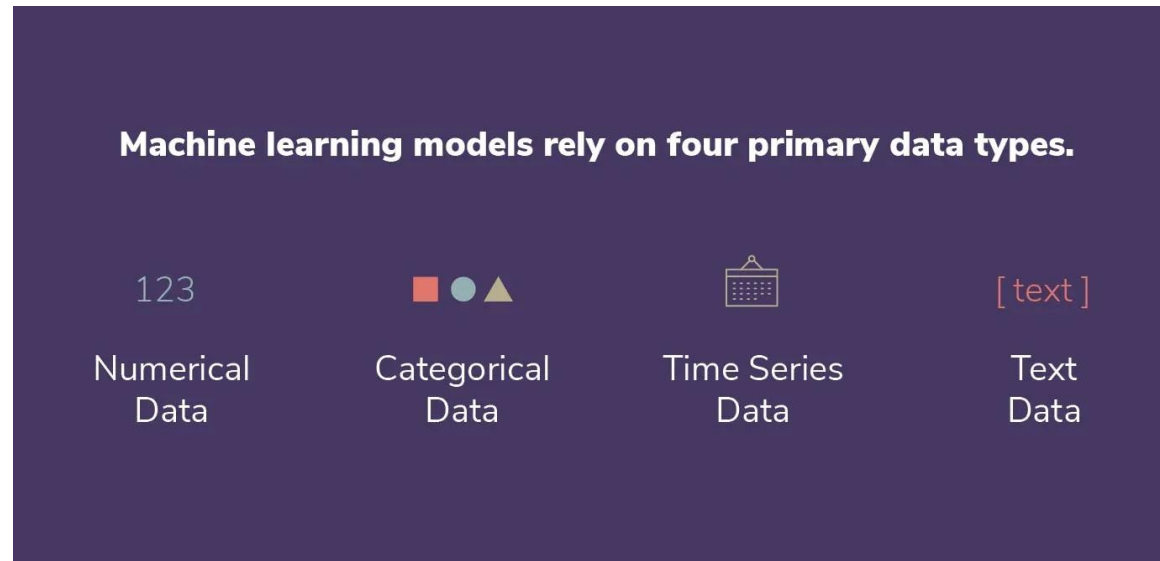 Machine learning models rely on four primary data types.
123
Numerical
Data
Categorical
Data
Time Series
Data
[ text ]
Text
Data